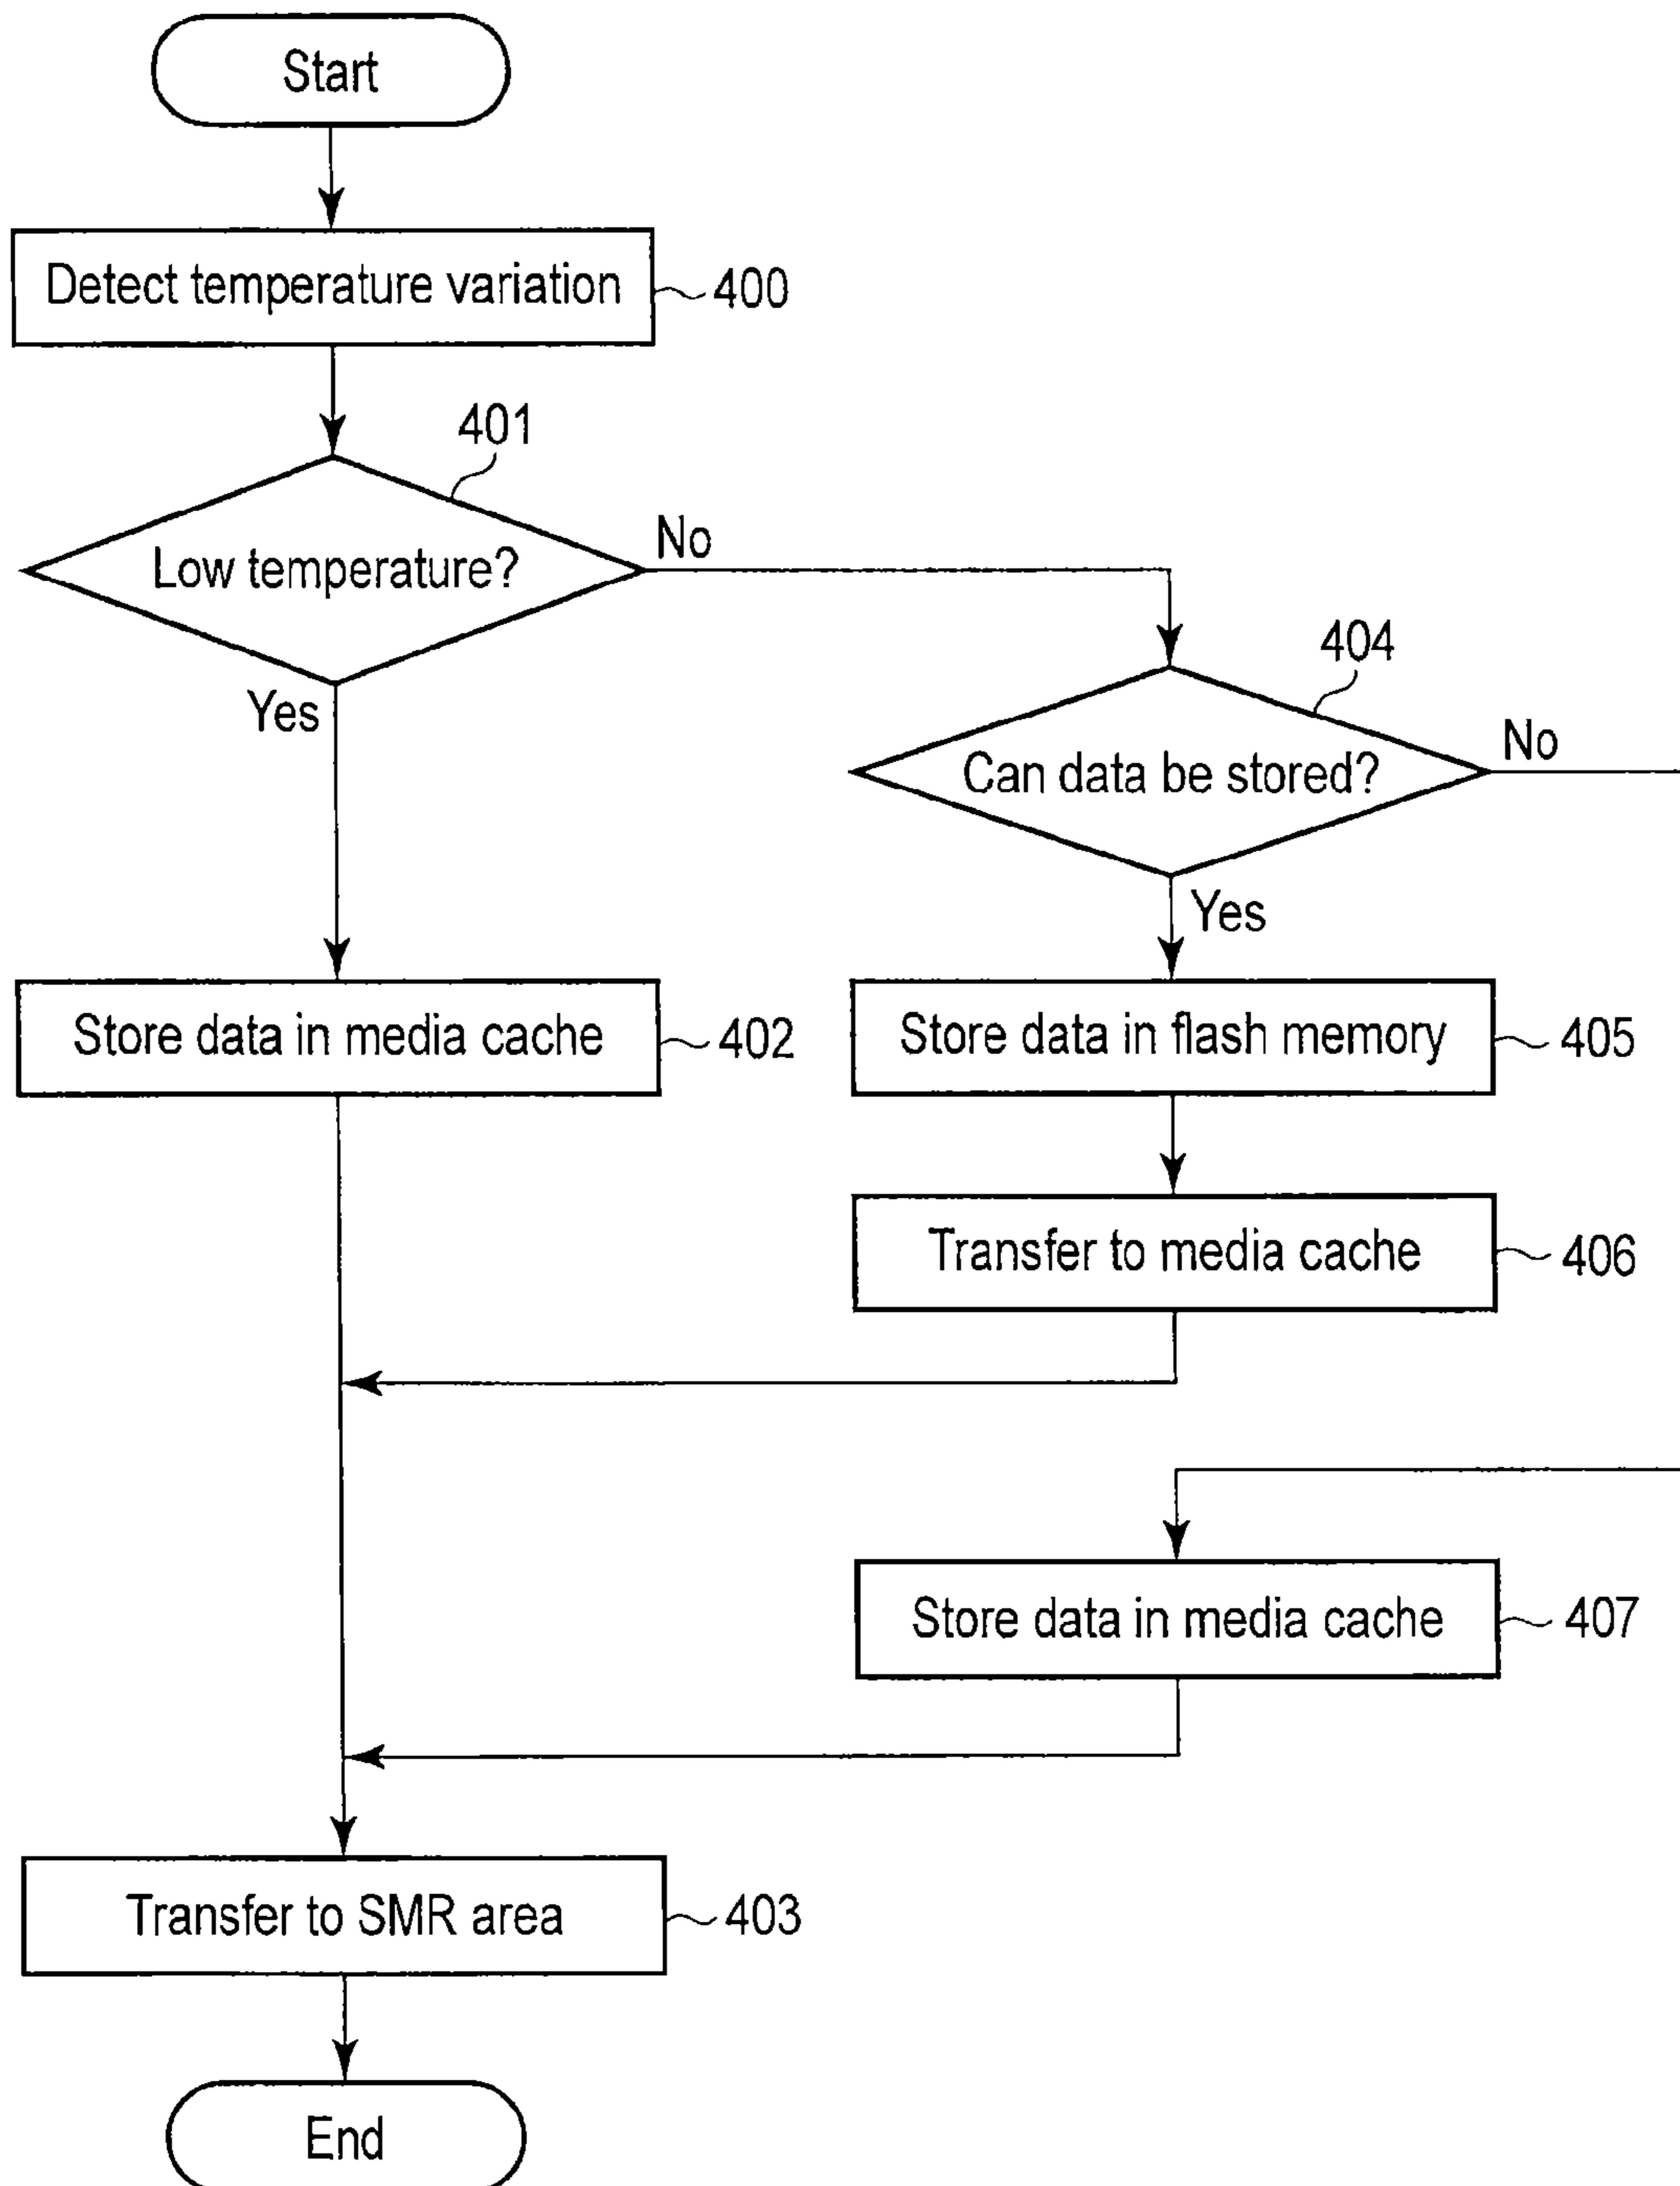 Start
Detect temperature variation
400
401
Low temperature?
No
Yes
404
Can data be stored?
No
Yes
Store data in media cache
402
Store data in flash memory
405
Transfer to media cache
406
Store data in media cache
407
Transfer to SMR area
403
End